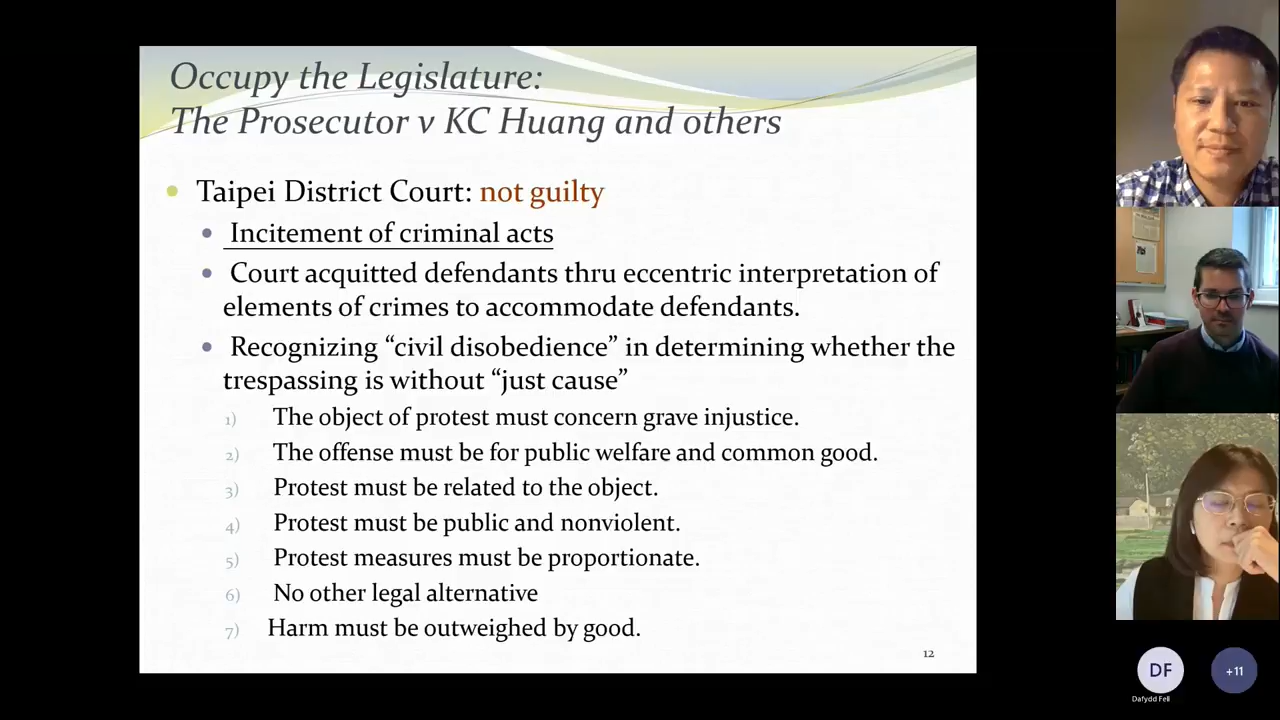 Occupy the Legislature:
The Prosecutor v KC Huang and others
Taipei District Court: not guilty
Incitement of criminal acts
Court acquitted defendants thru eccentric interpretation of
elements of crimes to accommodate defendants.
Recognizing “civil disobedience” in determining whether the
trespassing is without “just cause”
1) The object of protest must concern grave injustice.
2) The offense must be for public welfare and common good.
3) Protest must be related to the object.
4) Protest must be public and nonviolent.
5) Protest measures must be proportionate.
6) No other legal alternative
7) Harm must be outweighed by good.
12
DF
+11
Dafydd Fell